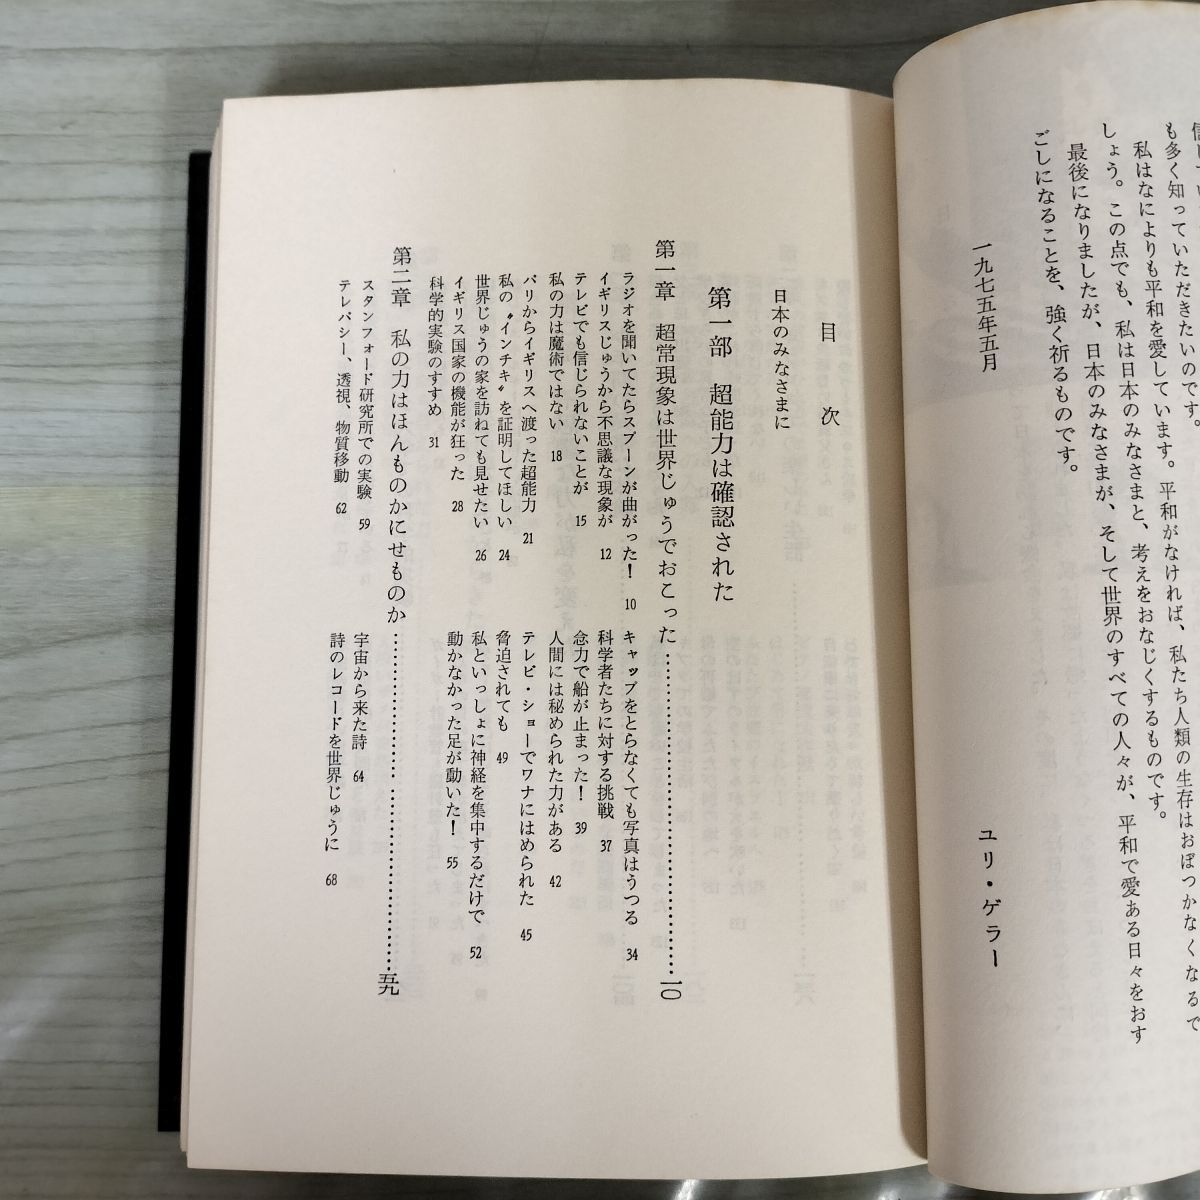 も多く知っていただきたいのです。
私はなによりも平和を愛しています。平和がなければ、私たち人類の生存はおぼつかなくなるで
しょう。この点でも、私は日本のみなさまと、考えをおなじくするものです。
最後になりましたが、日本のみなさまが、そして世界のすべての人々が、平和で愛ある日々をおす
ごしになることを、強く祈るものです。
一九七五年五月
ユリ・ゲラー
目次
日本のみなさまに
第一部 超能力は確認された
第一章 超常現象は世界じゅうでおこった……………………一〇
ラジオを聞いてたらスプーンが曲がった! 10
イギリスじゅうから不思議な現象が 12
テレビでも信じられないことが 15
私の力は魔術ではない 18
パリからイギリスへ渡った超能力 21
私の〝インチキ〟を証明してほしい 24
世界じゅうの家を訪ねても見せたい 26
イギリス国家の機能が狂った 28
科学的実験のすすめ 31
キャップをとらなくても写真はうつる 34
科学者たちに対する挑戦 37
念力で船が止まった! 39
人間には秘められた力がある 42
テレビ・ショーでワナにはめられた 45
脅迫されても 49
私といっしょに神経を集中するだけで 52
動かなかった足が動いた! 55
第二章 私の力はほんものかにせものか……………………五九
スタンフォード研究所での実験 59
テレパシー、透視、物質移動 62
宇宙から来た詩 64
詩のレコードを世界じゅうに 68